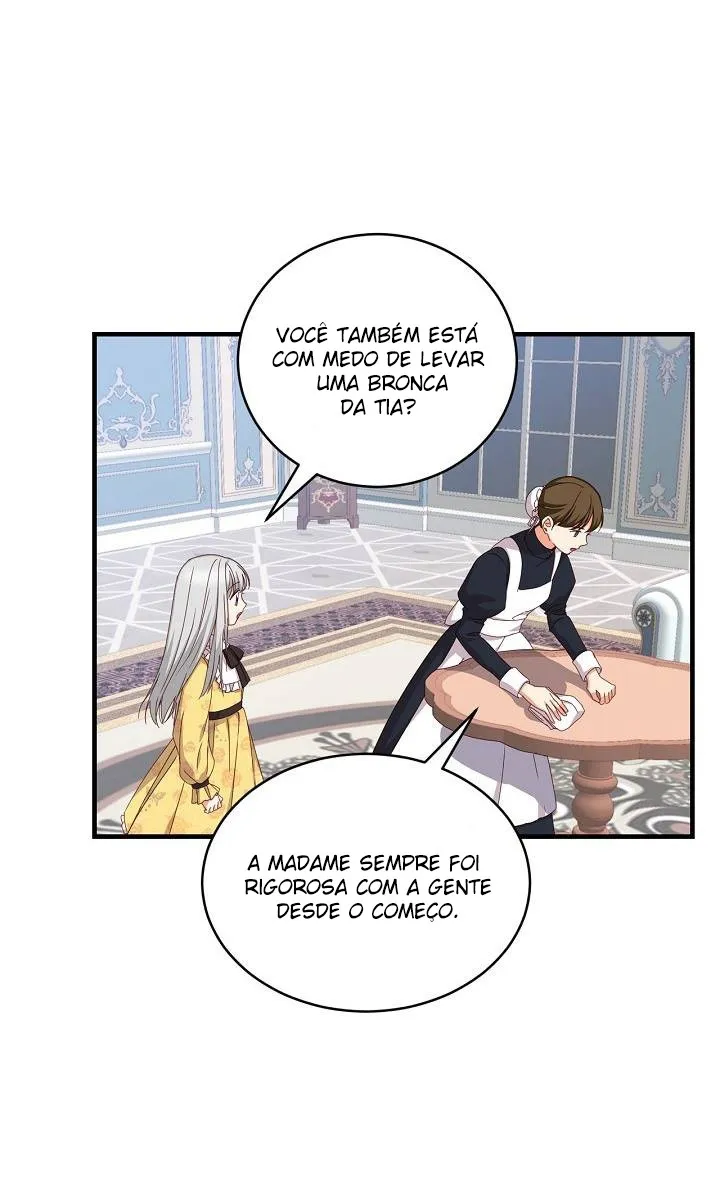 VOCÊ TAMBÉM ESTÁ
COM MEDO DE LEVAR
UMA BRONCA
DA TIA?
A MADAME SEMPRE FOI
RIGOROSA COM A GENTE
DESDE O COMEÇO.